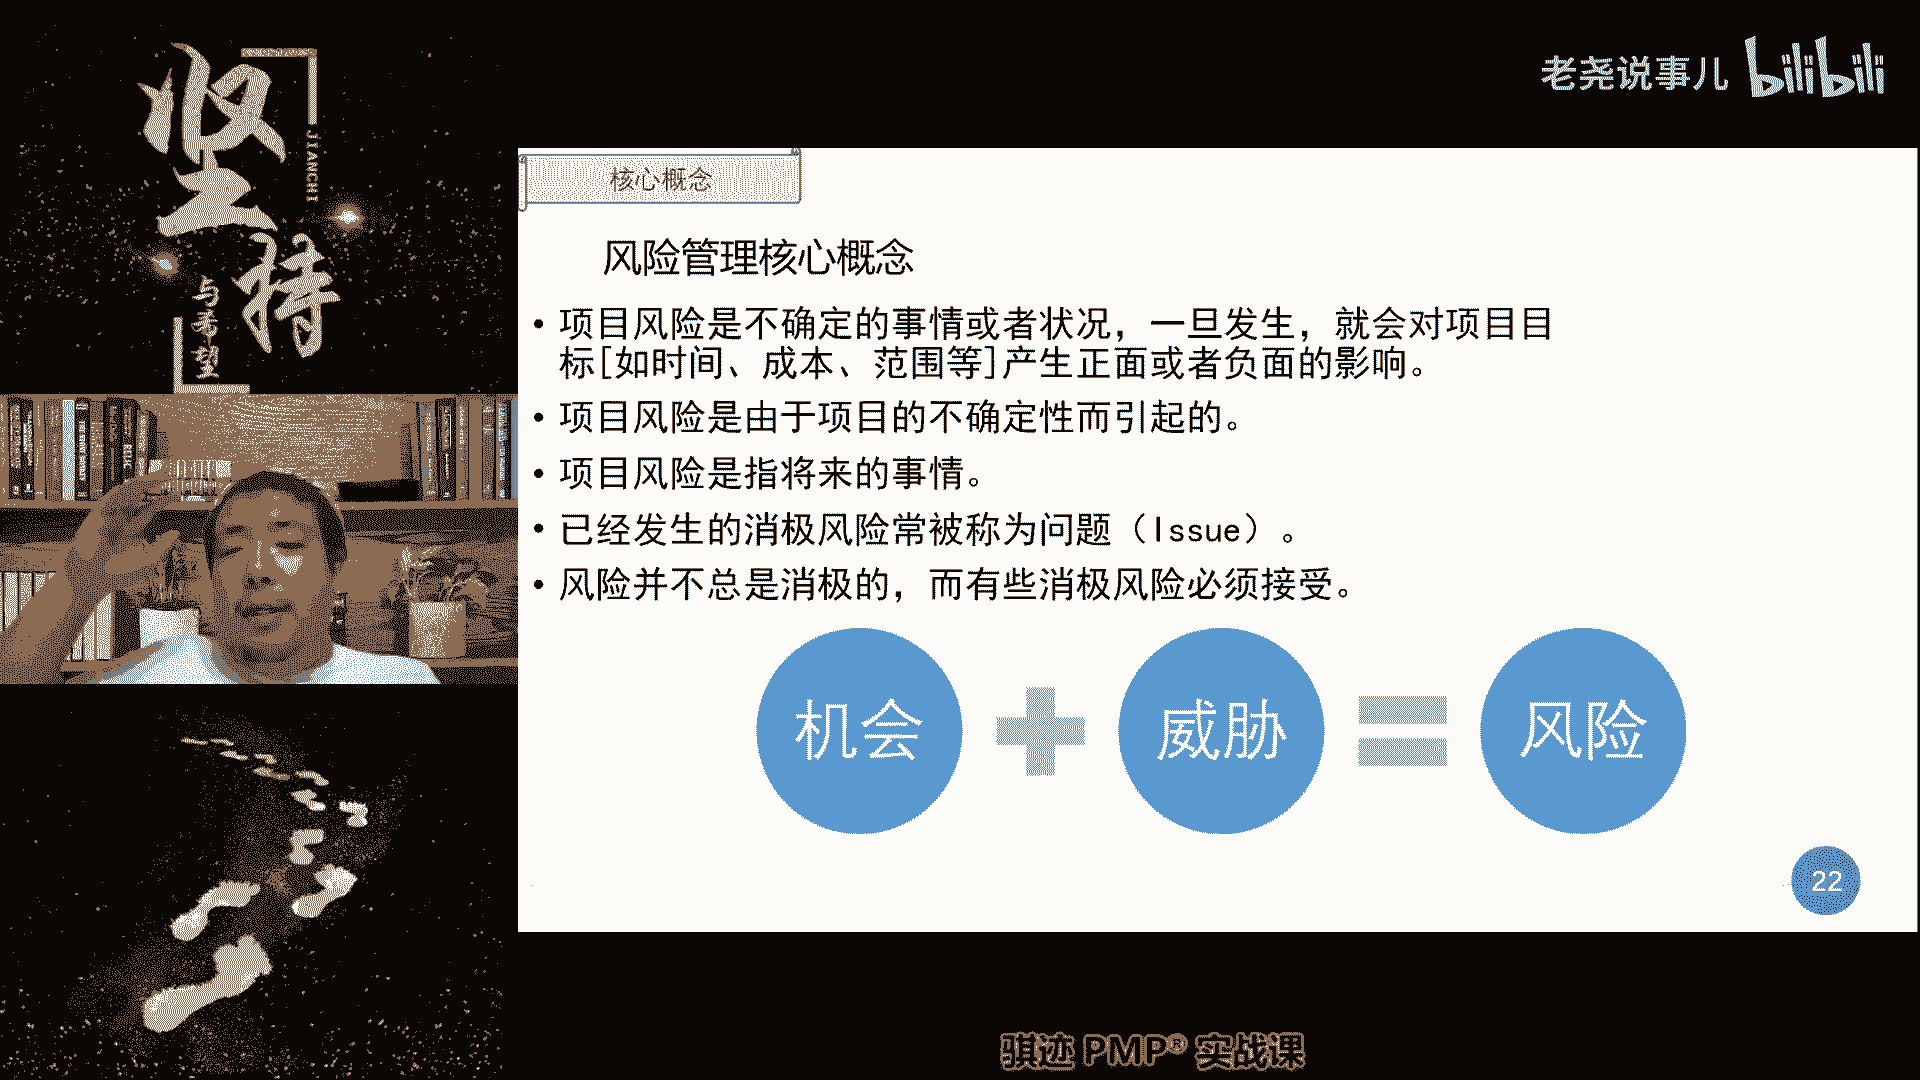 坚持
JIANCHI
与希望
老尧说事儿 bilibili
核心概念
风险管理核心概念
• 项目风险是不确定的事情或者状况，一旦发生，就会对项目目
标[如时间、成本、范围等]产生正面或者负面的影响。
• 项目风险是由于项目的不确定性而引起的。
• 项目风险是指将来的事情。
• 已经发生的消极风险常被称为问题（Issue）。
• 风险并不总是消极的，而有些消极风险必须接受。
机会 + 威胁 = 风险
22
骐迹 PMP® 实战课